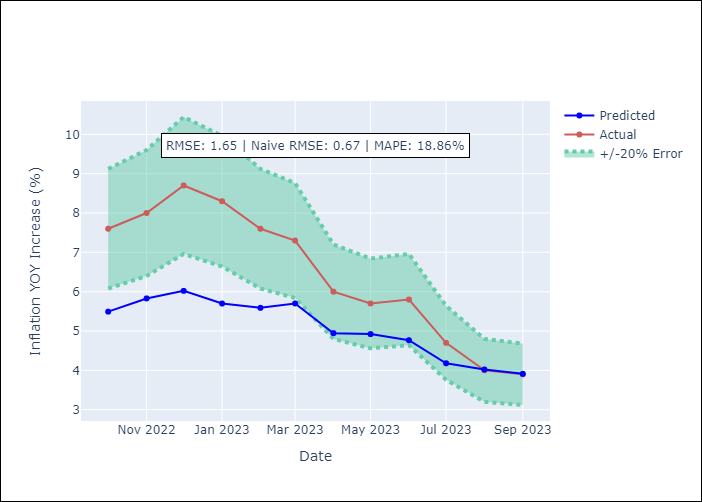 RMSE: 1.65 | Naive RMSE: 0.67 | MAPE: 18.86%
Predicted
Actual
+/-20% Error
Inflation YOY Increase (%)
10
9
8
7
6
5
4
3
Nov 2022 Jan 2023 Mar 2023 May 2023 Jul 2023 Sep 2023
Date